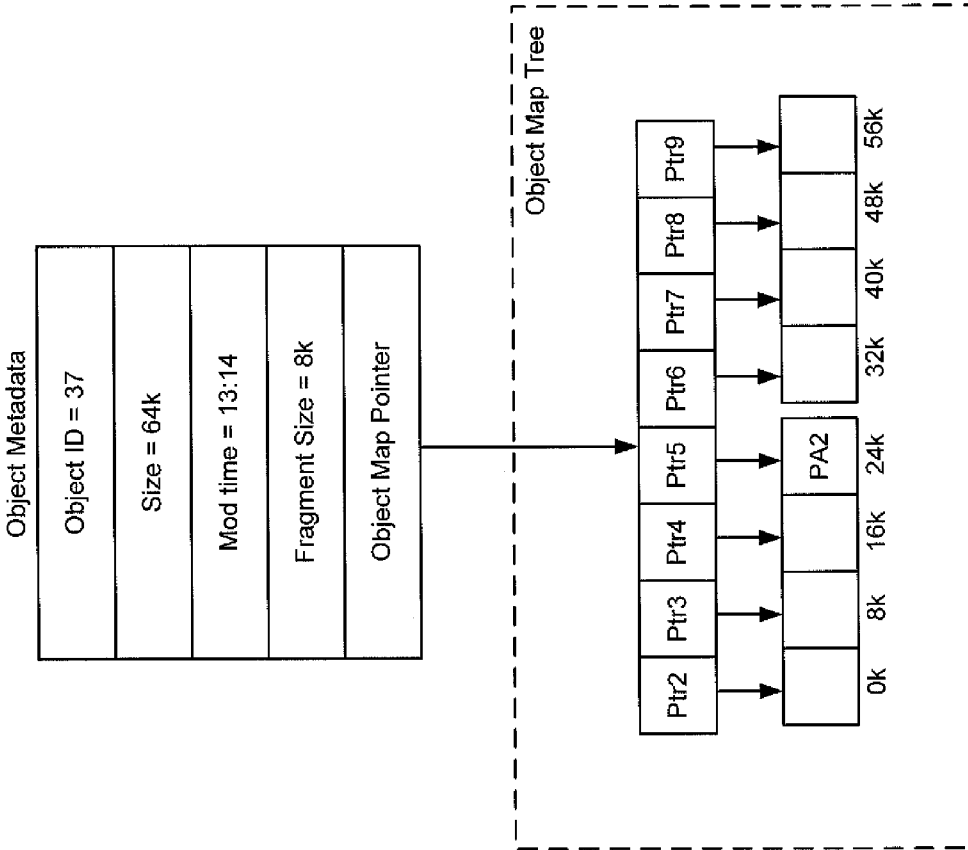 Object Metadata
Object ID = 37
Size = 64k
Mod time = 13:14
Fragment Size = 8k
Object Map Pointer
Object Map Tree
Ptr2
Ptr3
Ptr4
Ptr5
Ptr6
Ptr7
Ptr8
Ptr9
PA2
0k
8k
16k
24k
32k
40k
48k
56k